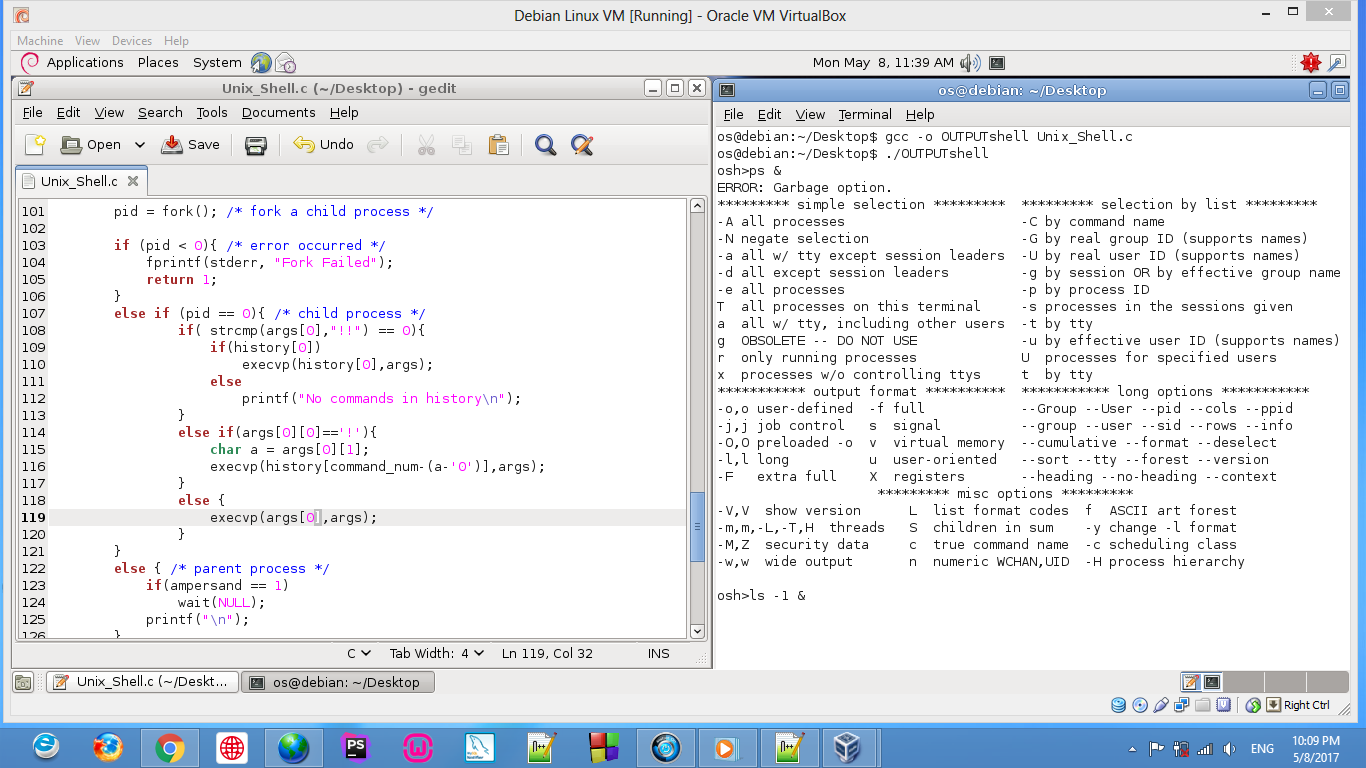 Debian Linux VM [Running] - Oracle VM VirtualBox
Machine View Devices Help
Applications Places System
Mon May 8, 11:39 AM
Unix_Shell.c (~/Desktop) - gedit
File Edit View Search Tools Documents Help
Open Save Undo
Unix_Shell.c
101 pid = fork(); /* fork a child process */
102
103 if (pid < 0){ /* error occurred */
104 fprintf(stderr, "Fork Failed");
105 return 1;
106 }
107 else if (pid == 0){ /* child process */
108 if( strcmp(args[0],"!!") == 0){
109 if(history[0])
110 execvp(history[0],args);
111 else
112 printf("No commands in history\n");
113 }
114 else if(args[0][0]=='!'){
115 char a = args[0][1];
116 execvp(history[command_num-(a-'0')],args);
117 }
118 else {
119 execvp(args[0],args);
120 }
121 }
122 else { /* parent process */
123 if(ampersand == 1)
124 wait(NULL);
125 printf("\n");
126 }
C Tab Width: 4 Ln 119, Col 32 INS
os@debian: ~/Desktop
File Edit View Terminal Help
os@debian:~/Desktop$ gcc -o OUTPUTshell Unix_Shell.c
os@debian:~/Desktop$ ./OUTPUTshell
osh>ps &
ERROR: Garbage option.
********* simple selection ********* ********* selection by list *********
-A all processes -C by command name
-N negate selection -G by real group ID (supports names)
-a all w/ tty except session leaders -U by real user ID (supports names)
-d all except session leaders -g by session OR by effective group name
-e all processes -p by process ID
T all processes on this terminal -s processes in the sessions given
a all w/ tty, including other users -t by tty
g OBSOLETE -- DO NOT USE -u by effective user ID (supports names)
r only running processes U processes for specified users
x processes w/o controlling ttys t by tty
*********** output format ********** *********** long options ***********
-o,o user-defined -f full --Group --User --pid --cols --ppid
-j,j job control s signal --group --user --sid --rows --info
-O,O preloaded -o v virtual memory --cumulative --format --deselect
-l,l long u user-oriented --sort --tty --forest --version
-F extra full X registers --heading --no-heading --context
********* misc options *********
-V,V show version L list format codes f ASCII art forest
-m,m,-L,-T,H threads S children in sum -y change -l format
-M,Z security data c true command name -c scheduling class
-w,w wide output n numeric WCHAN,UID -H process hierarchy
osh>ls -1 &
Unix_Shell.c (~/Deskt...
os@debian: ~/Desktop
Right Ctrl
PS
ENG
10:09 PM
5/8/2017